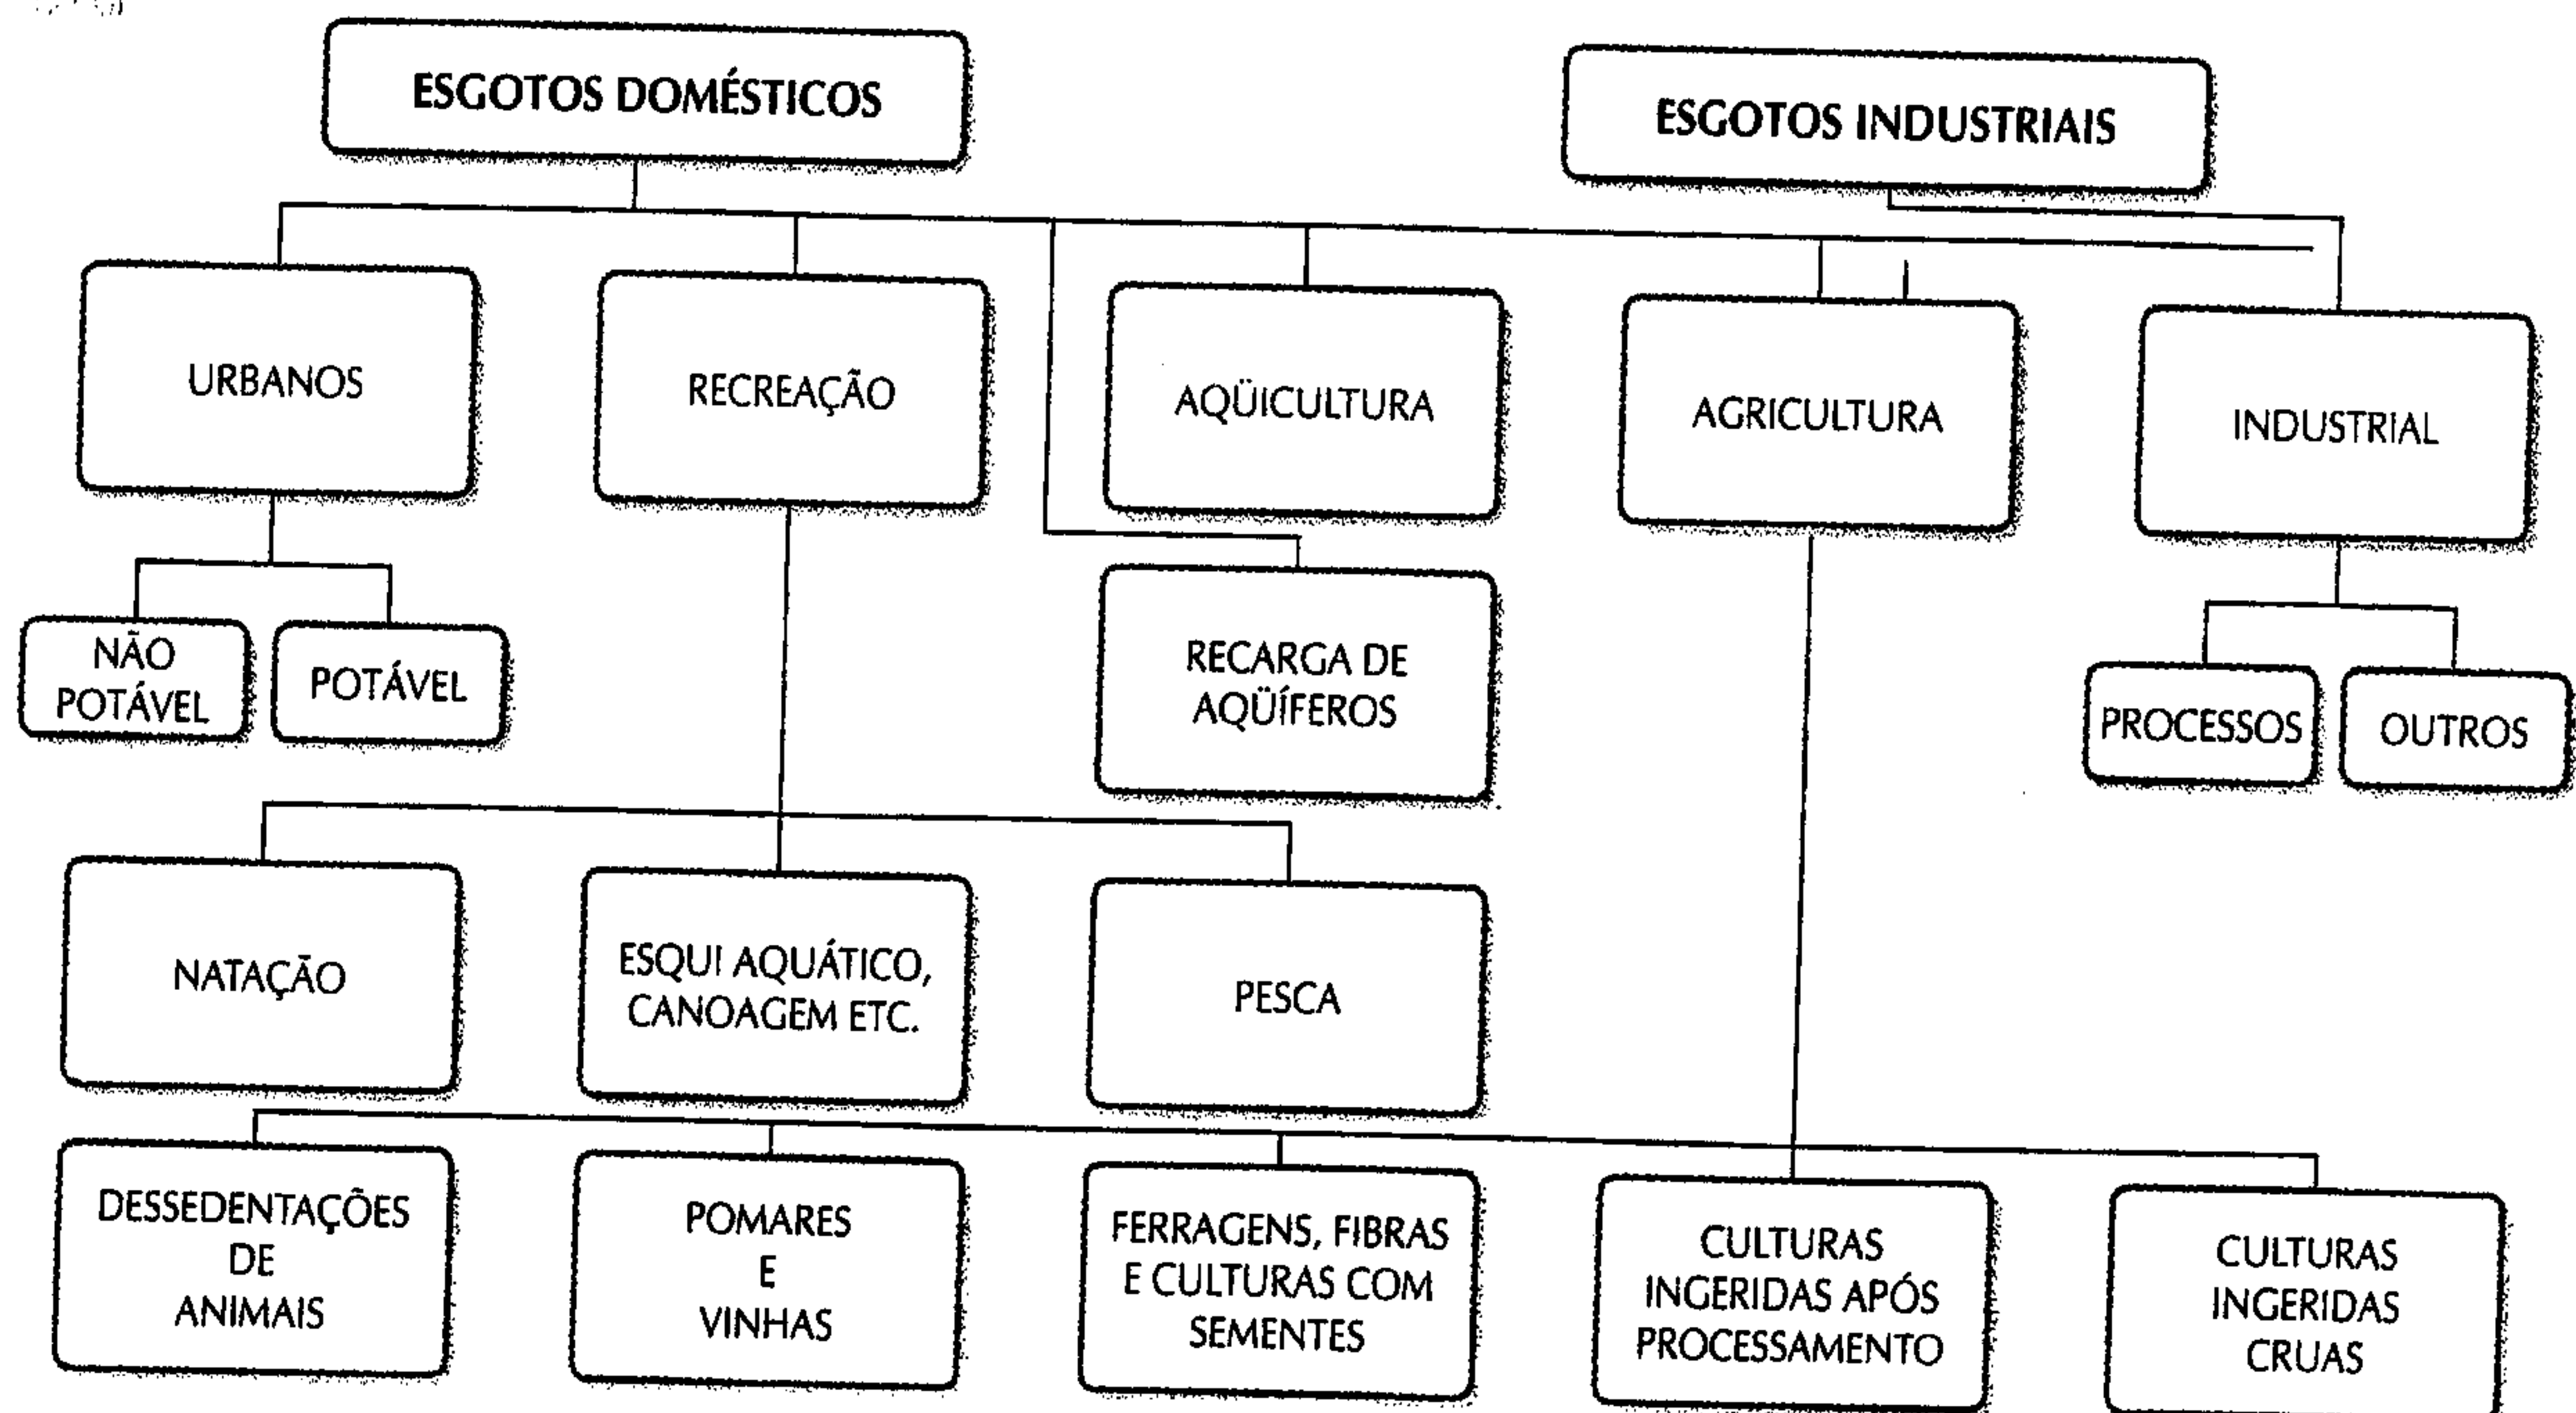 ESGOTOS DOMÉSTICOS
ESGOTOS INDUSTRIAIS
URBANOS
RECREAÇÃO
AQÜICULTURA
AGRICULTURA
INDUSTRIAL
NÃO
POTÁVEL
POTÁVEL
RECARGA DE
AQÜÍFEROS
PROCESSOS
OUTROS
NATAÇÃO
ESQUI AQUÁTICO,
CANOAGEM ETC.
PESCA
DESSEDENTAÇÕES
DE
ANIMAIS
POMARES
E
VINHAS
FERRAGENS, FIBRAS
E CULTURAS COM
SEMENTES
CULTURAS
INGERIDAS APÓS
PROCESSAMENTO
CULTURAS
INGERIDAS
CRUAS